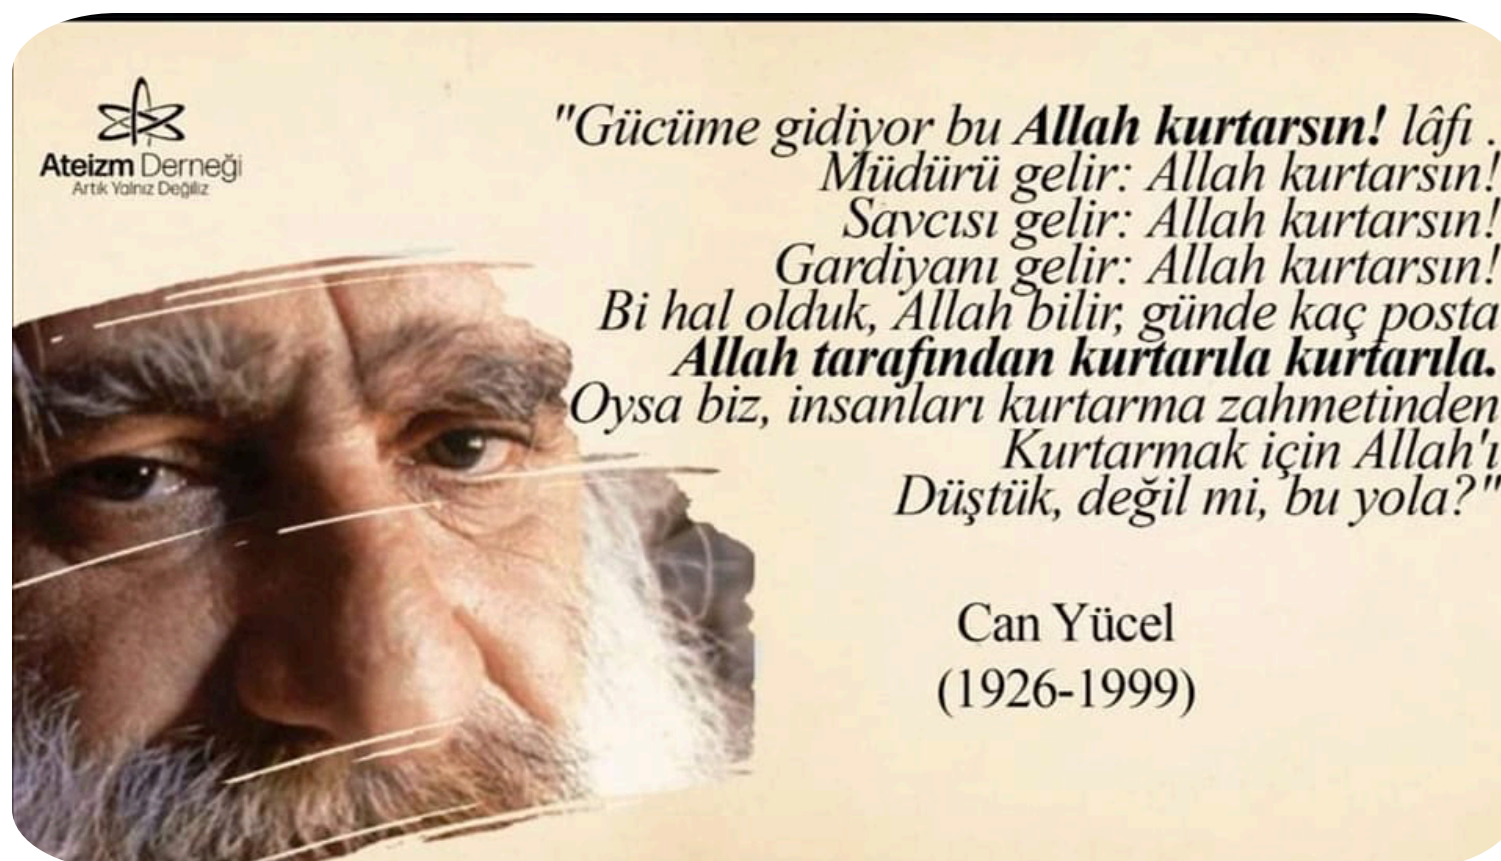 Ateizm Derneği
Artık Yalnız Değiliz
"Gücüme gidiyor bu Allah kurtarsın! lâfı .
Müdürü gelir: Allah kurtarsın!
Savcısı gelir: Allah kurtarsın!
Gardiyanı gelir: Allah kurtarsın!
Bi hal olduk, Allah bilir, günde kaç posta
Allah tarafından kurtarıla kurtarıla.
Oysa biz, insanları kurtarma zahmetinden
Kurtarmak için Allah'ı
Düştük, değil mi, bu yola?"
Can Yücel
(1926-1999)